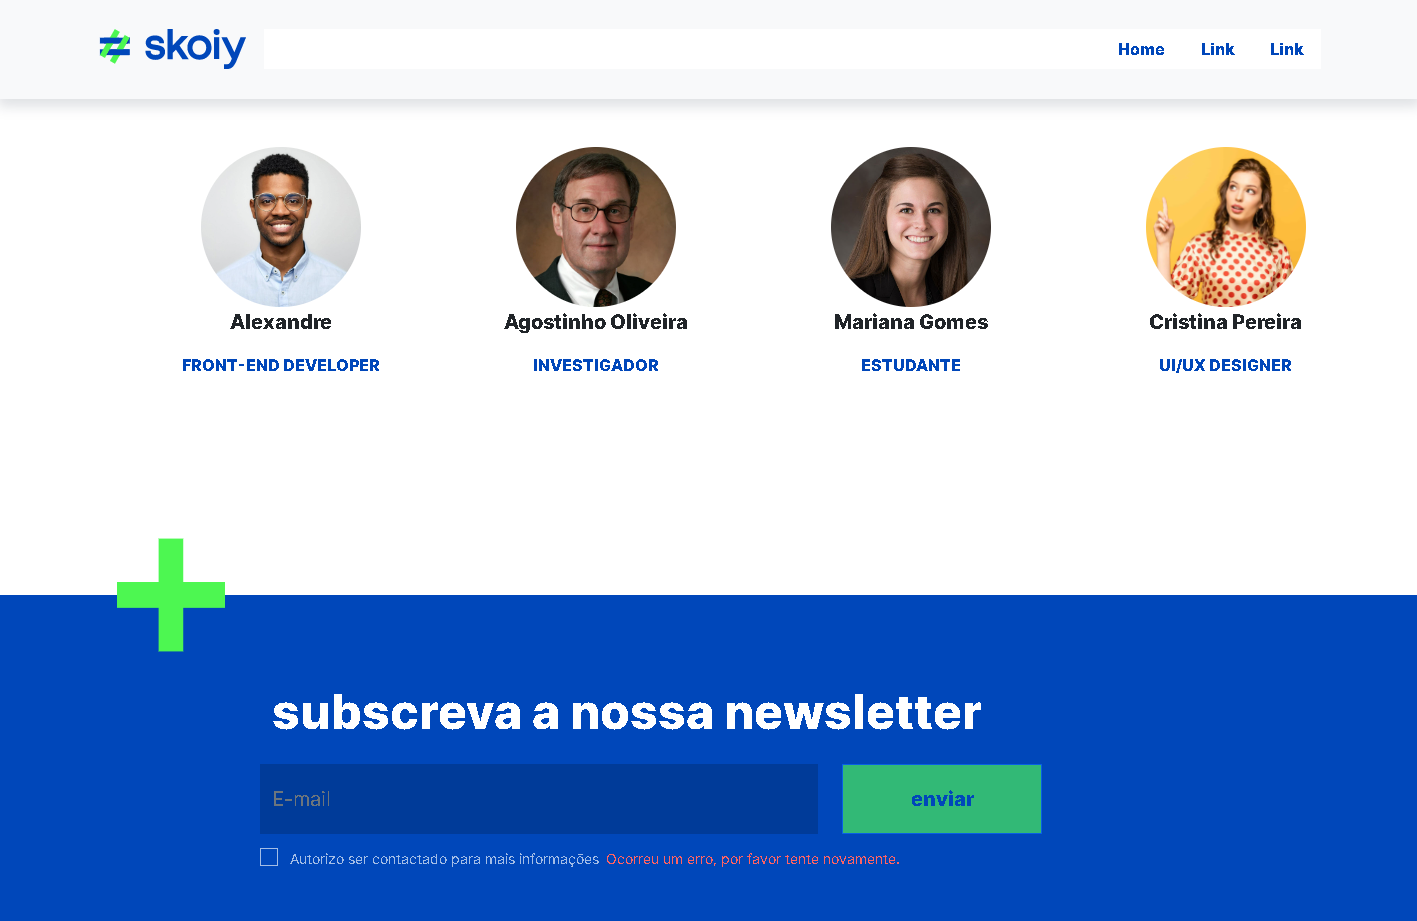 skoiy
Home Link Link
Alexandre Agostinho Oliveira Mariana Gomes Cristina Pereira
FRONT-END DEVELOPER INVESTIGADOR ESTUDANTE UI/UX DESIGNER
subscreva a nossa newsletter
E-mail enviar
Autorizo ser contactado para mais informações Ocorreu um erro, por favor tente novamente.